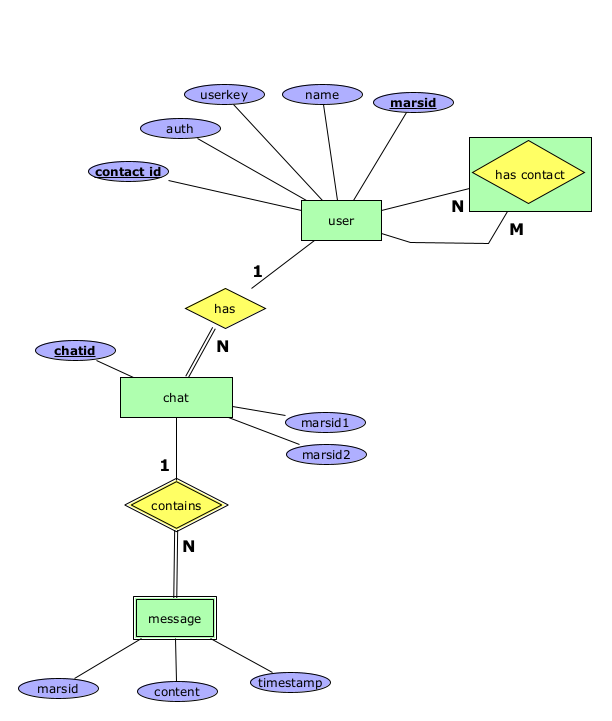 userkey
name
marsid
auth
contact id
has contact
N
user
M
1
has
N
chatid
chat
marsid1
marsid2
1
contains
N
message
marsid
content
timestamp